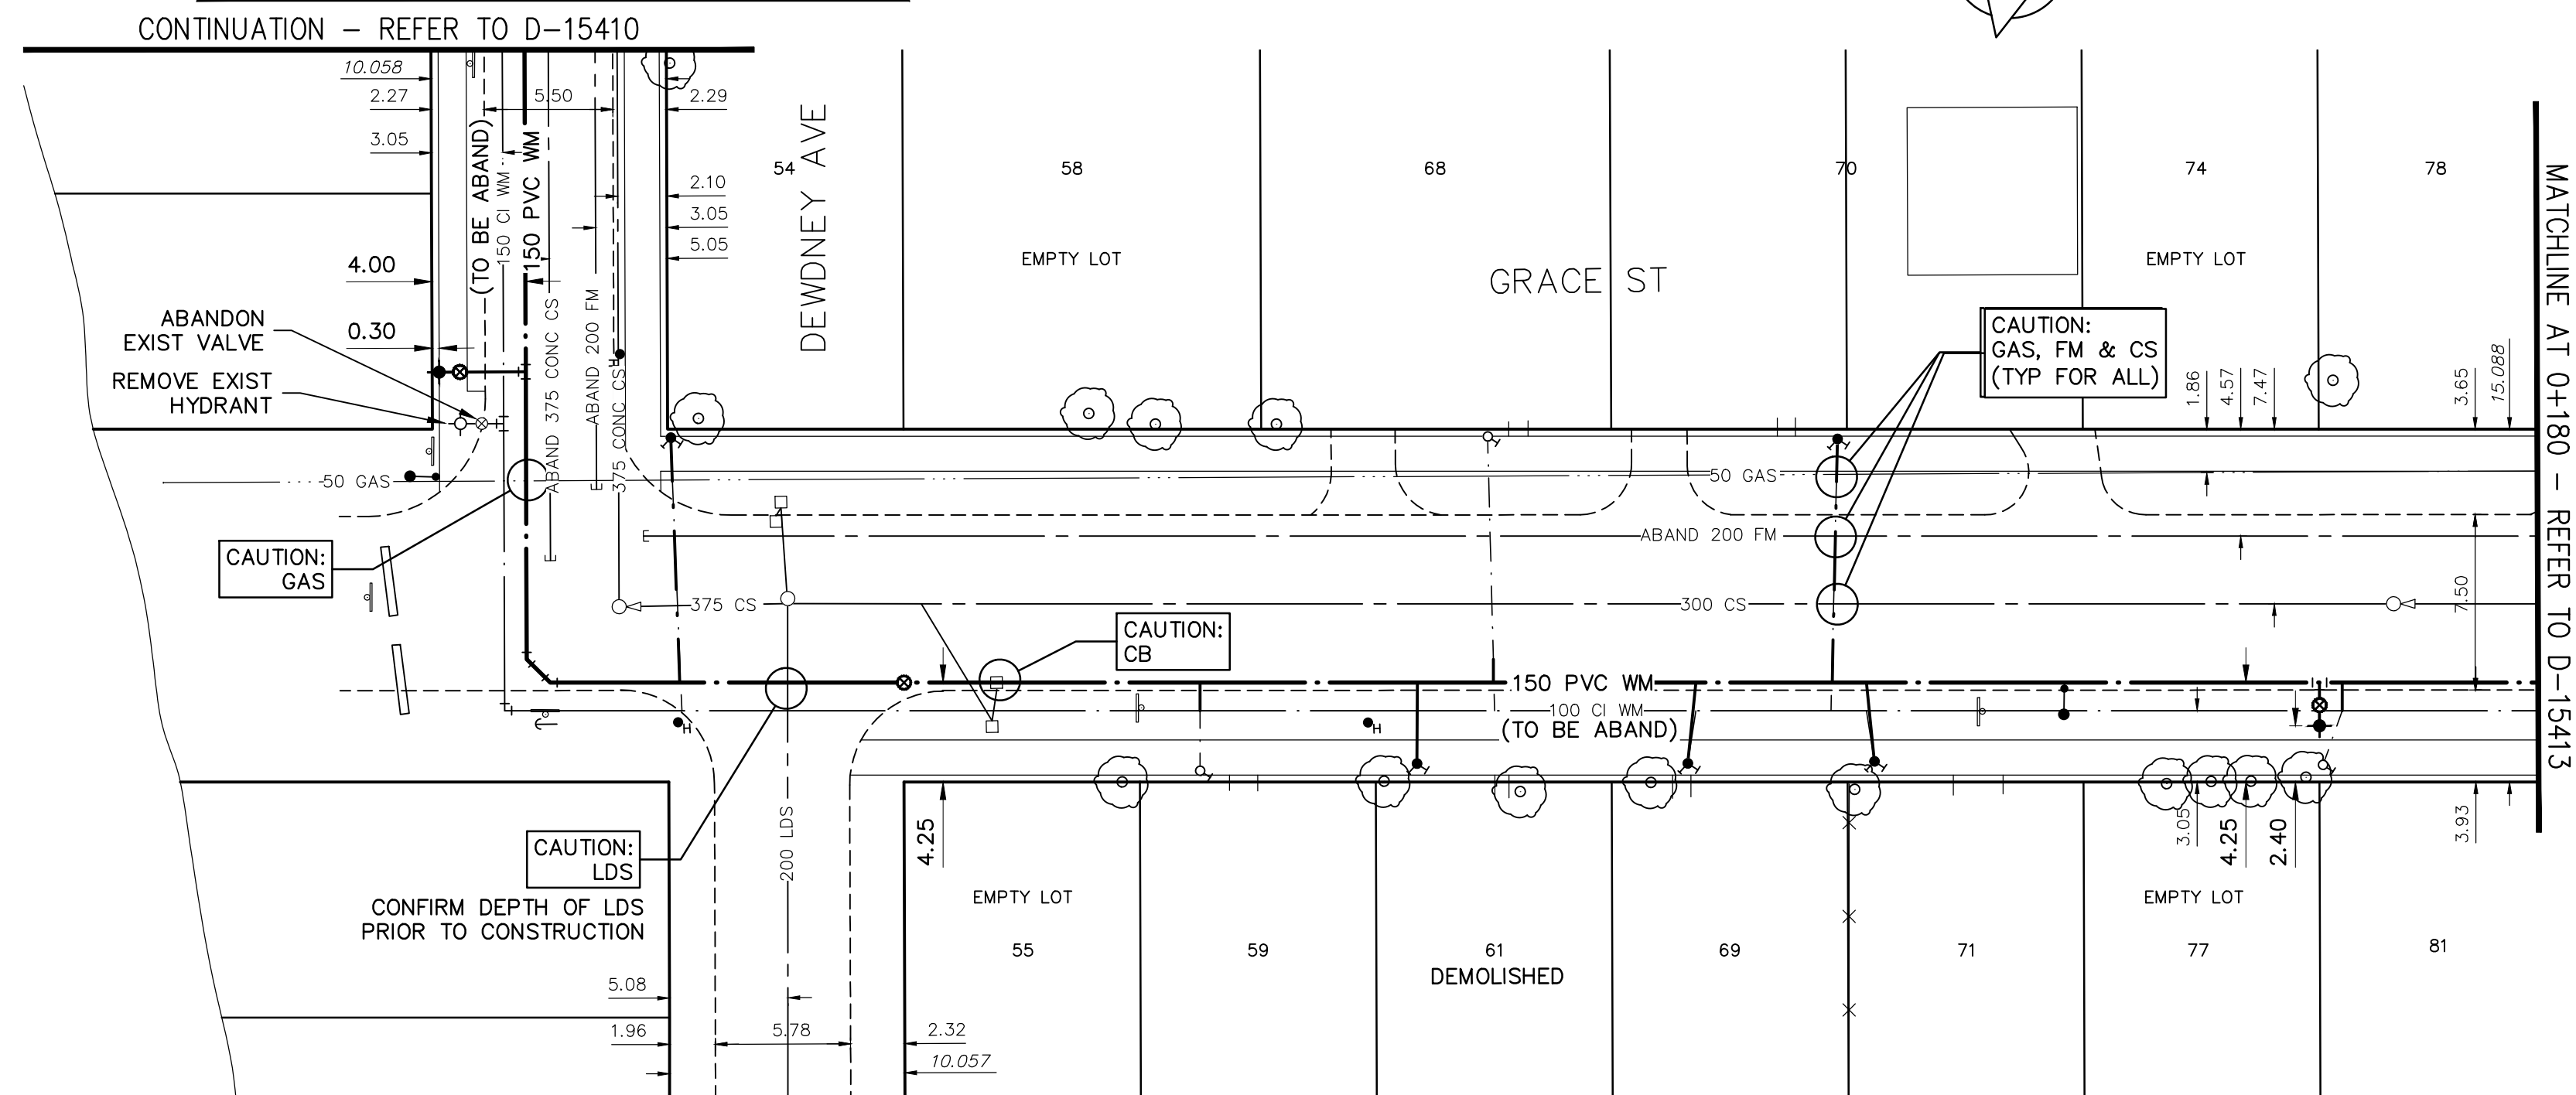 CONTINUATION – REFER TO D–15410
10.058
2.27
3.05
5.50
2.29
2.10
3.05
5.05
4.00
0.30
(TO BE ABAND)
150 CI WM
150 PVC WM
ABAND 375 CONC CS
ABAND 200 FM
375 CONC CS
H
DEWDNEY AVE
54
58
68
70
74
78
EMPTY LOT
EMPTY LOT
GRACE ST
ABANDON
EXIST VALVE
REMOVE EXIST
HYDRANT
CAUTION:
GAS, FM & CS
(TYP FOR ALL)
1.86
4.57
7.47
3.65
15.088
MATCHLINE AT 0+180 – REFER TO D–15413
50 GAS
50 GAS
ABAND 200 FM
CAUTION:
GAS
375 CS
300 CS
7.50
CAUTION:
CB
150 PVC WM
100 CI WM
(TO BE ABAND)
H
H
200 LDS
CAUTION:
LDS
CONFIRM DEPTH OF LDS
PRIOR TO CONSTRUCTION
4.25
3.05
4.25
2.40
3.93
EMPTY LOT
EMPTY LOT
55
59
61
DEMOLISHED
69
71
77
81
5.08
1.96
5.78
2.32
10.057